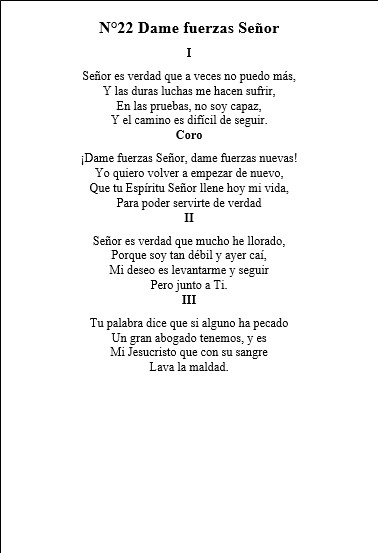 N°22 Dame fuerzas Señor
I
Señor es verdad que a veces no puedo más,
Y las duras luchas me hacen sufrir,
En las pruebas, no soy capaz,
Y el camino es difícil de seguir.
Coro
¡Dame fuerzas Señor, dame fuerzas nuevas!
Yo quiero volver a empezar de nuevo,
Que tu Espíritu Señor llene hoy mi vida,
Para poder servirte de verdad
II
Señor es verdad que mucho he llorado,
Porque soy tan débil y ayer caí,
Mi deseo es levantarme y seguir
Pero junto a Ti.
III
Tu palabra dice que si alguno ha pecado
Un gran abogado tenemos, y es
Mi Jesucristo que con su sangre
Lava la maldad.